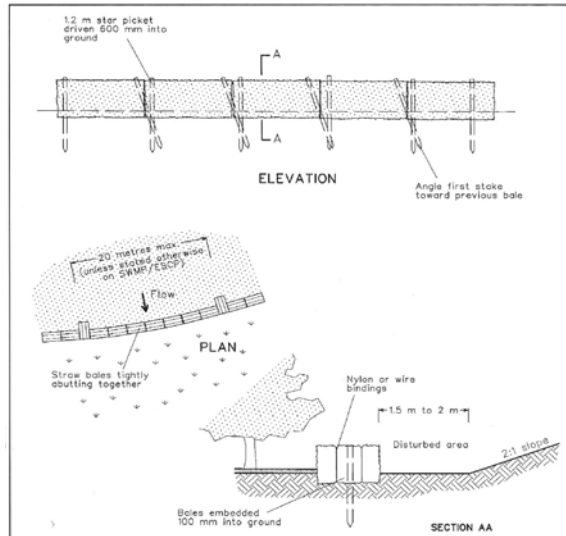 1.2 m star picket
driven 600 mm into
ground
A
A
ELEVATION
Angle first stake
toward previous bale
20 metres max.
(unless stated otherwise
on SWMP/ESCP)
Flow
PLAN
Straw bales tightly
abutting together
Nylon or wire
bindings
1.5 m to 2 m
Disturbed area
2:1 slope
Bales embedded
100 mm into ground
SECTION AA